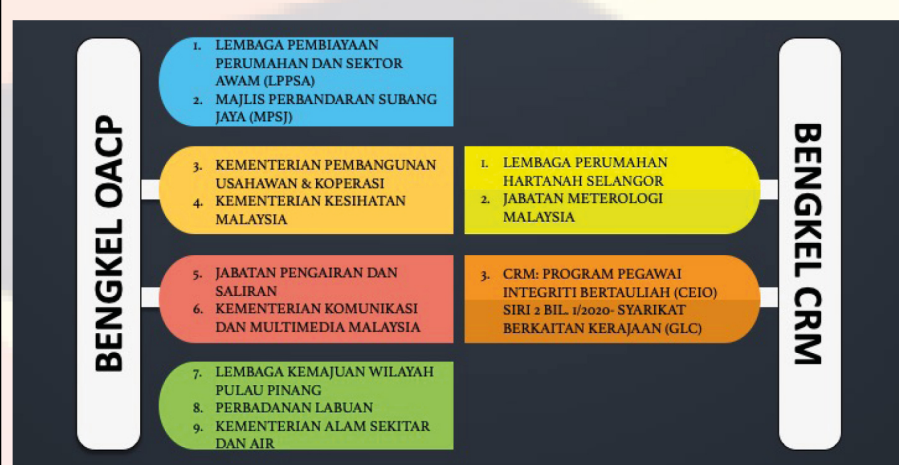 BENGKEL OACP
1. LEMBAGA PEMBIAYAAN
PERUMAHAN DAN SEKTOR
AWAM (LPPSA)
2. MAJLIS PERBANDARAN SUBANG
JAYA (MPSJ)
3. KEMENTERIAN PEMBANGUNAN
USAHAWAN & KOPERASI
4. KEMENTERIAN KESIHATAN
MALAYSIA
5. JABATAN PENGAIRAN DAN
SALIRAN
6. KEMENTERIAN KOMUNIKASI
DAN MULTIMEDIA MALAYSIA
7. LEMBAGA KEMAJUAN WILAYAH
PULAU PINANG
8. PERBADANAN LABUAN
9. KEMENTERIAN ALAM SEKITAR
DAN AIR
BENGKEL CRM
1. LEMBAGA PERUMAHAN
HARTANAH SELANGOR
2. JABATAN METEROLOGI
MALAYSIA
3. CRM: PROGRAM PEGAWAI
INTEGRITI BERTAULIAH (CEIO)
SIRI 2 BIL. 1/2020- SYARIKAT
BERKAITAN KERAJAAN (GLC)